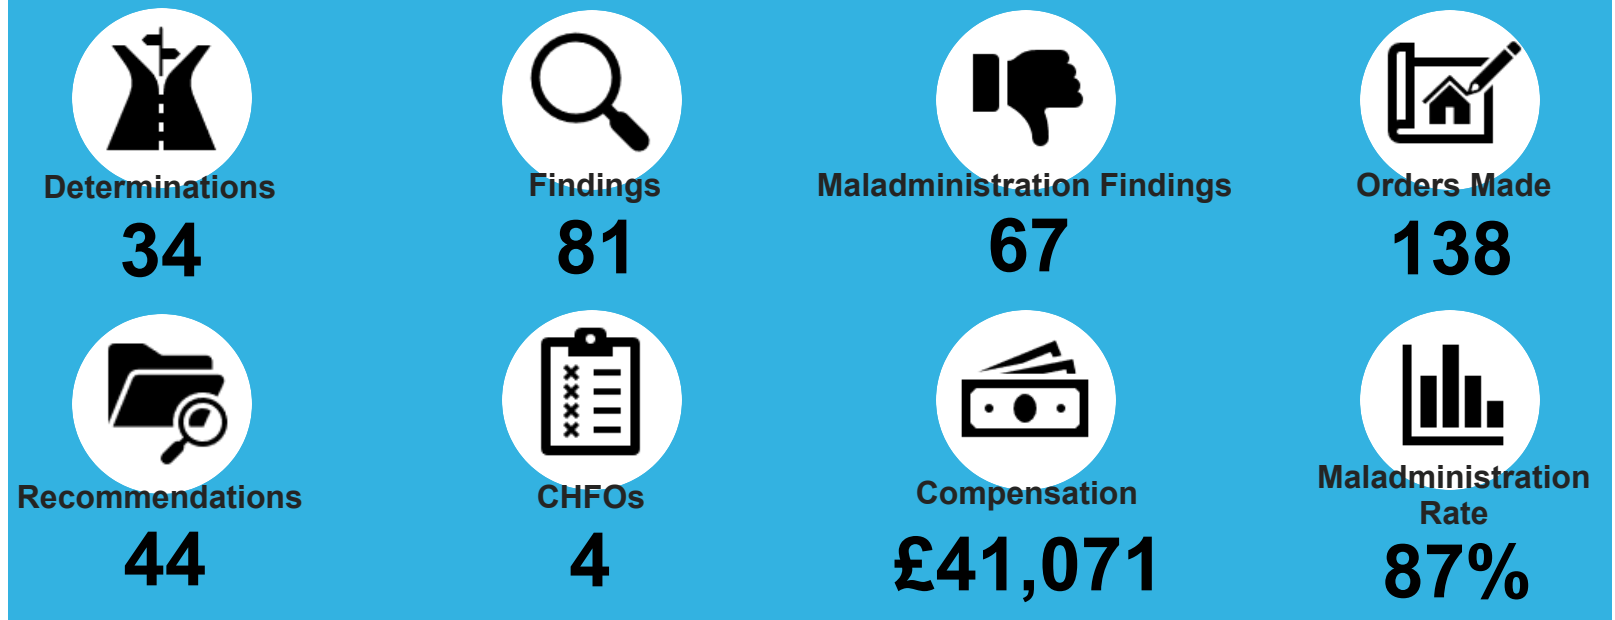 Determinations
34
Findings
81
Maladministration Findings
67
Orders Made
138
Recommendations
44
CHFOs
4
Compensation
£41,071
Maladministration
Rate
87%